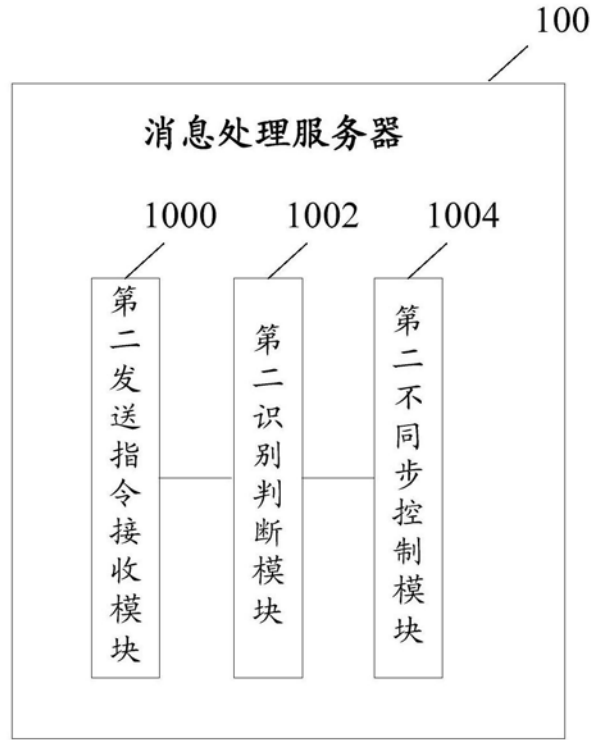 100
消息处理服务器
1000
1002
1004
第二发送指令接收模块
第二识别判断模块
第二不同步控制模块